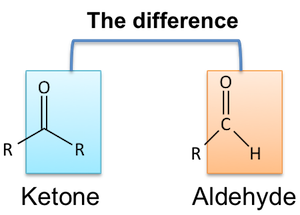 The difference
O O
R R
C
R H
Ketone Aldehyde